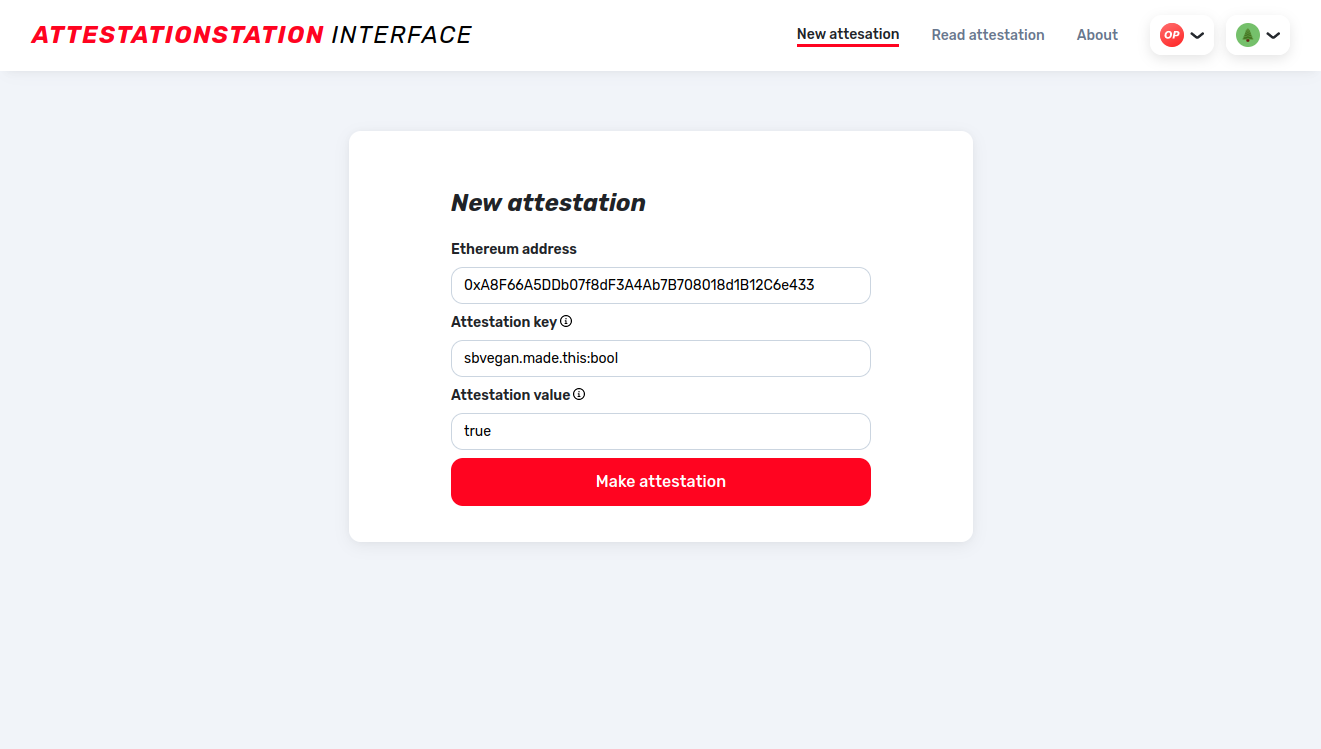 ATTESTATIONSTATION INTERFACE
New attesation
Read attestation
About
OP
New attestation
Ethereum address
0xA8F66A5DDb07f8dF3A4Ab7B708018d1B12C6e433
Attestation key
sbvegan.made.this:bool
Attestation value
true
Make attestation